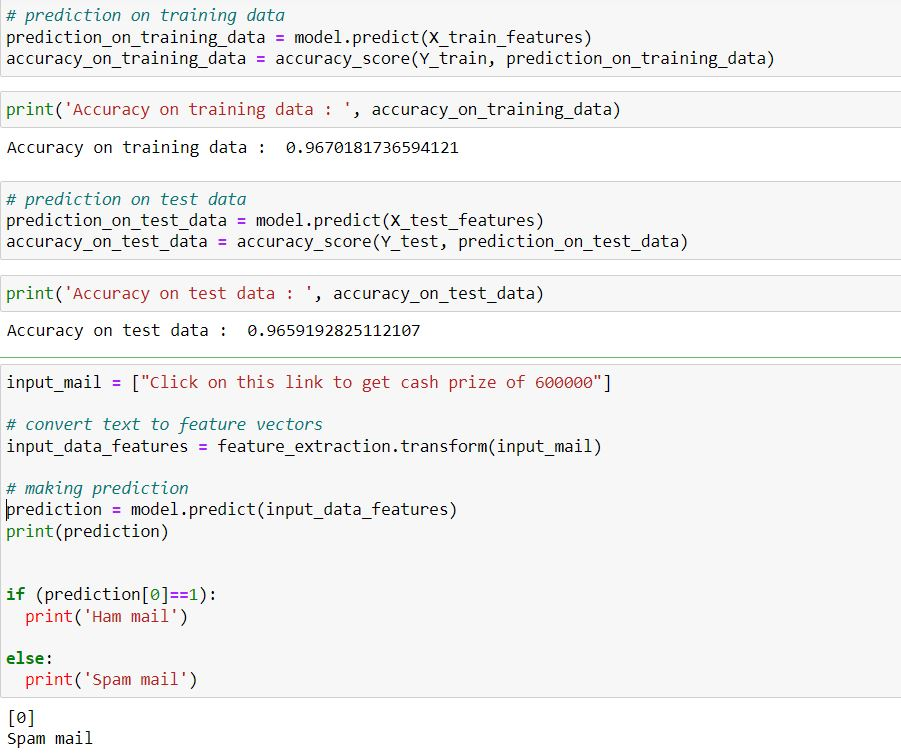 # prediction on training data
prediction_on_training_data = model.predict(X_train_features)
accuracy_on_training_data = accuracy_score(Y_train, prediction_on_training_data)
print('Accuracy on training data : ', accuracy_on_training_data)
Accuracy on training data :  0.9670181736594121
# prediction on test data
prediction_on_test_data = model.predict(X_test_features)
accuracy_on_test_data = accuracy_score(Y_test, prediction_on_test_data)
print('Accuracy on test data : ', accuracy_on_test_data)
Accuracy on test data :  0.9659192825112107
input_mail = ["Click on this link to get cash prize of 600000"]
# convert text to feature vectors
input_data_features = feature_extraction.transform(input_mail)
# making prediction
prediction = model.predict(input_data_features)
print(prediction)
if (prediction[0]==1):
  print('Ham mail')
else:
  print('Spam mail')
[0]
Spam mail